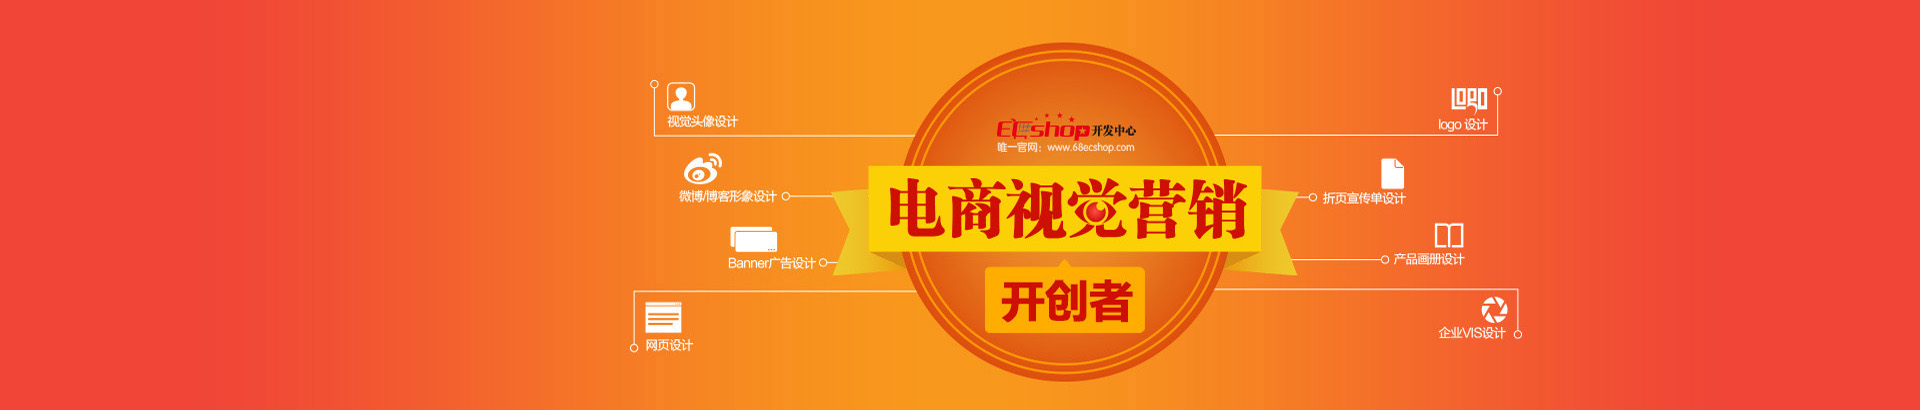 视觉头像设计
微博/博客形象设计
Banner广告设计
网页设计
ECshop开发中心
唯一官网：www.68ecshop.com
电商视觉营销
开创者
LOGO
logo 设计
折页宣传单设计
产品画册设计
企业VIS设计